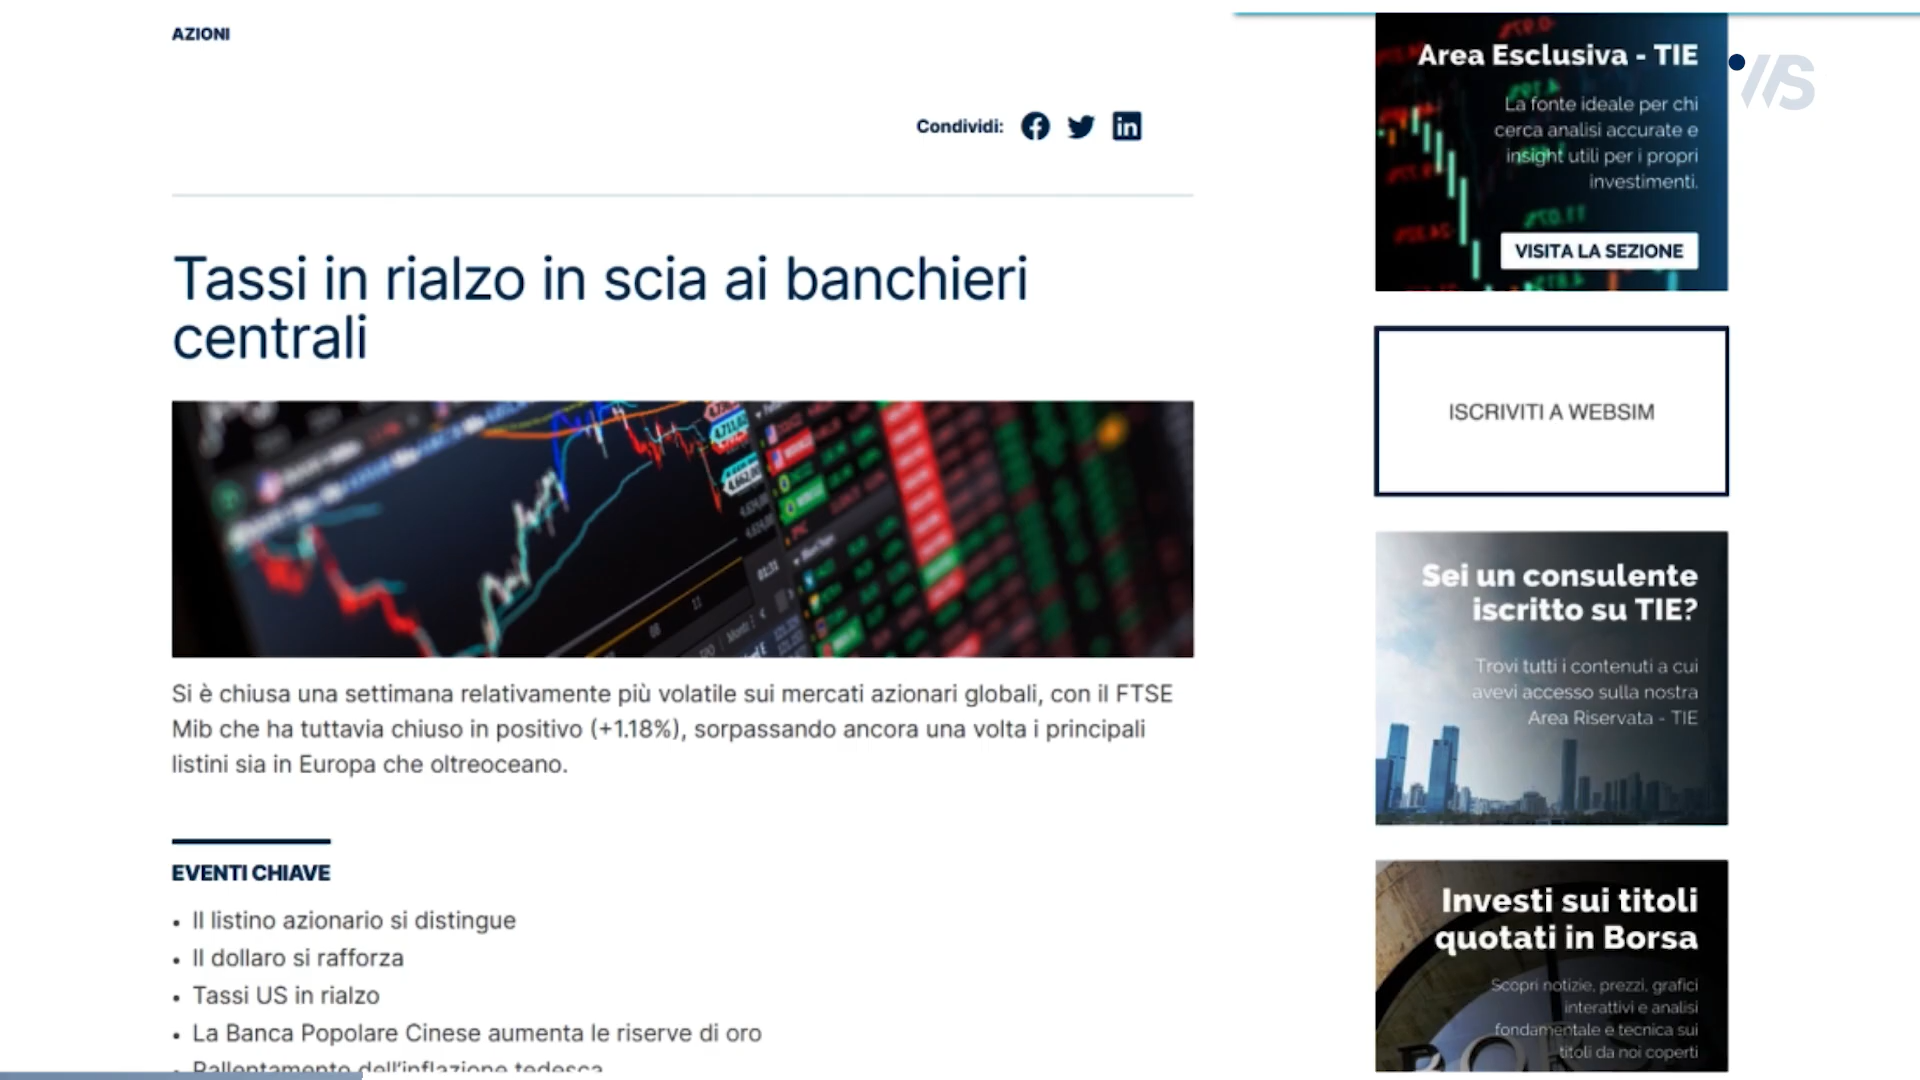 AZIONI
Condividi:
Tassi in rialzo in scia ai banchieri
centrali
Si è chiusa una settimana relativamente più volatile sui mercati azionari globali, con il FTSE
Mib che ha tuttavia chiuso in positivo (+1.18%), sorpassando ancora una volta i principali
listini sia in Europa che oltreoceano.
EVENTI CHIAVE
• Il listino azionario si distingue
• Il dollaro si rafforza
• Tassi US in rialzo
• La Banca Popolare Cinese aumenta le riserve di oro
• Rallentamento dell'inflazione tedesca
Area Esclusiva - TIE
La fonte ideale per chi
cerca analisi accurate e
insight utili per i propri
investimenti.
VISITA LA SEZIONE
WS
ISCRIVITI A WEBSIM
Sei un consulente
iscritto su TIE?
Trovi tutti i contenuti a cui
avevi accesso sulla nostra
Area Riservata - TIE
Investi sui titoli
quotati in Borsa
Scopri notizie, prezzi, grafici
interattivi e analisi
fondamentale e tecnica sui
titoli da noi coperti